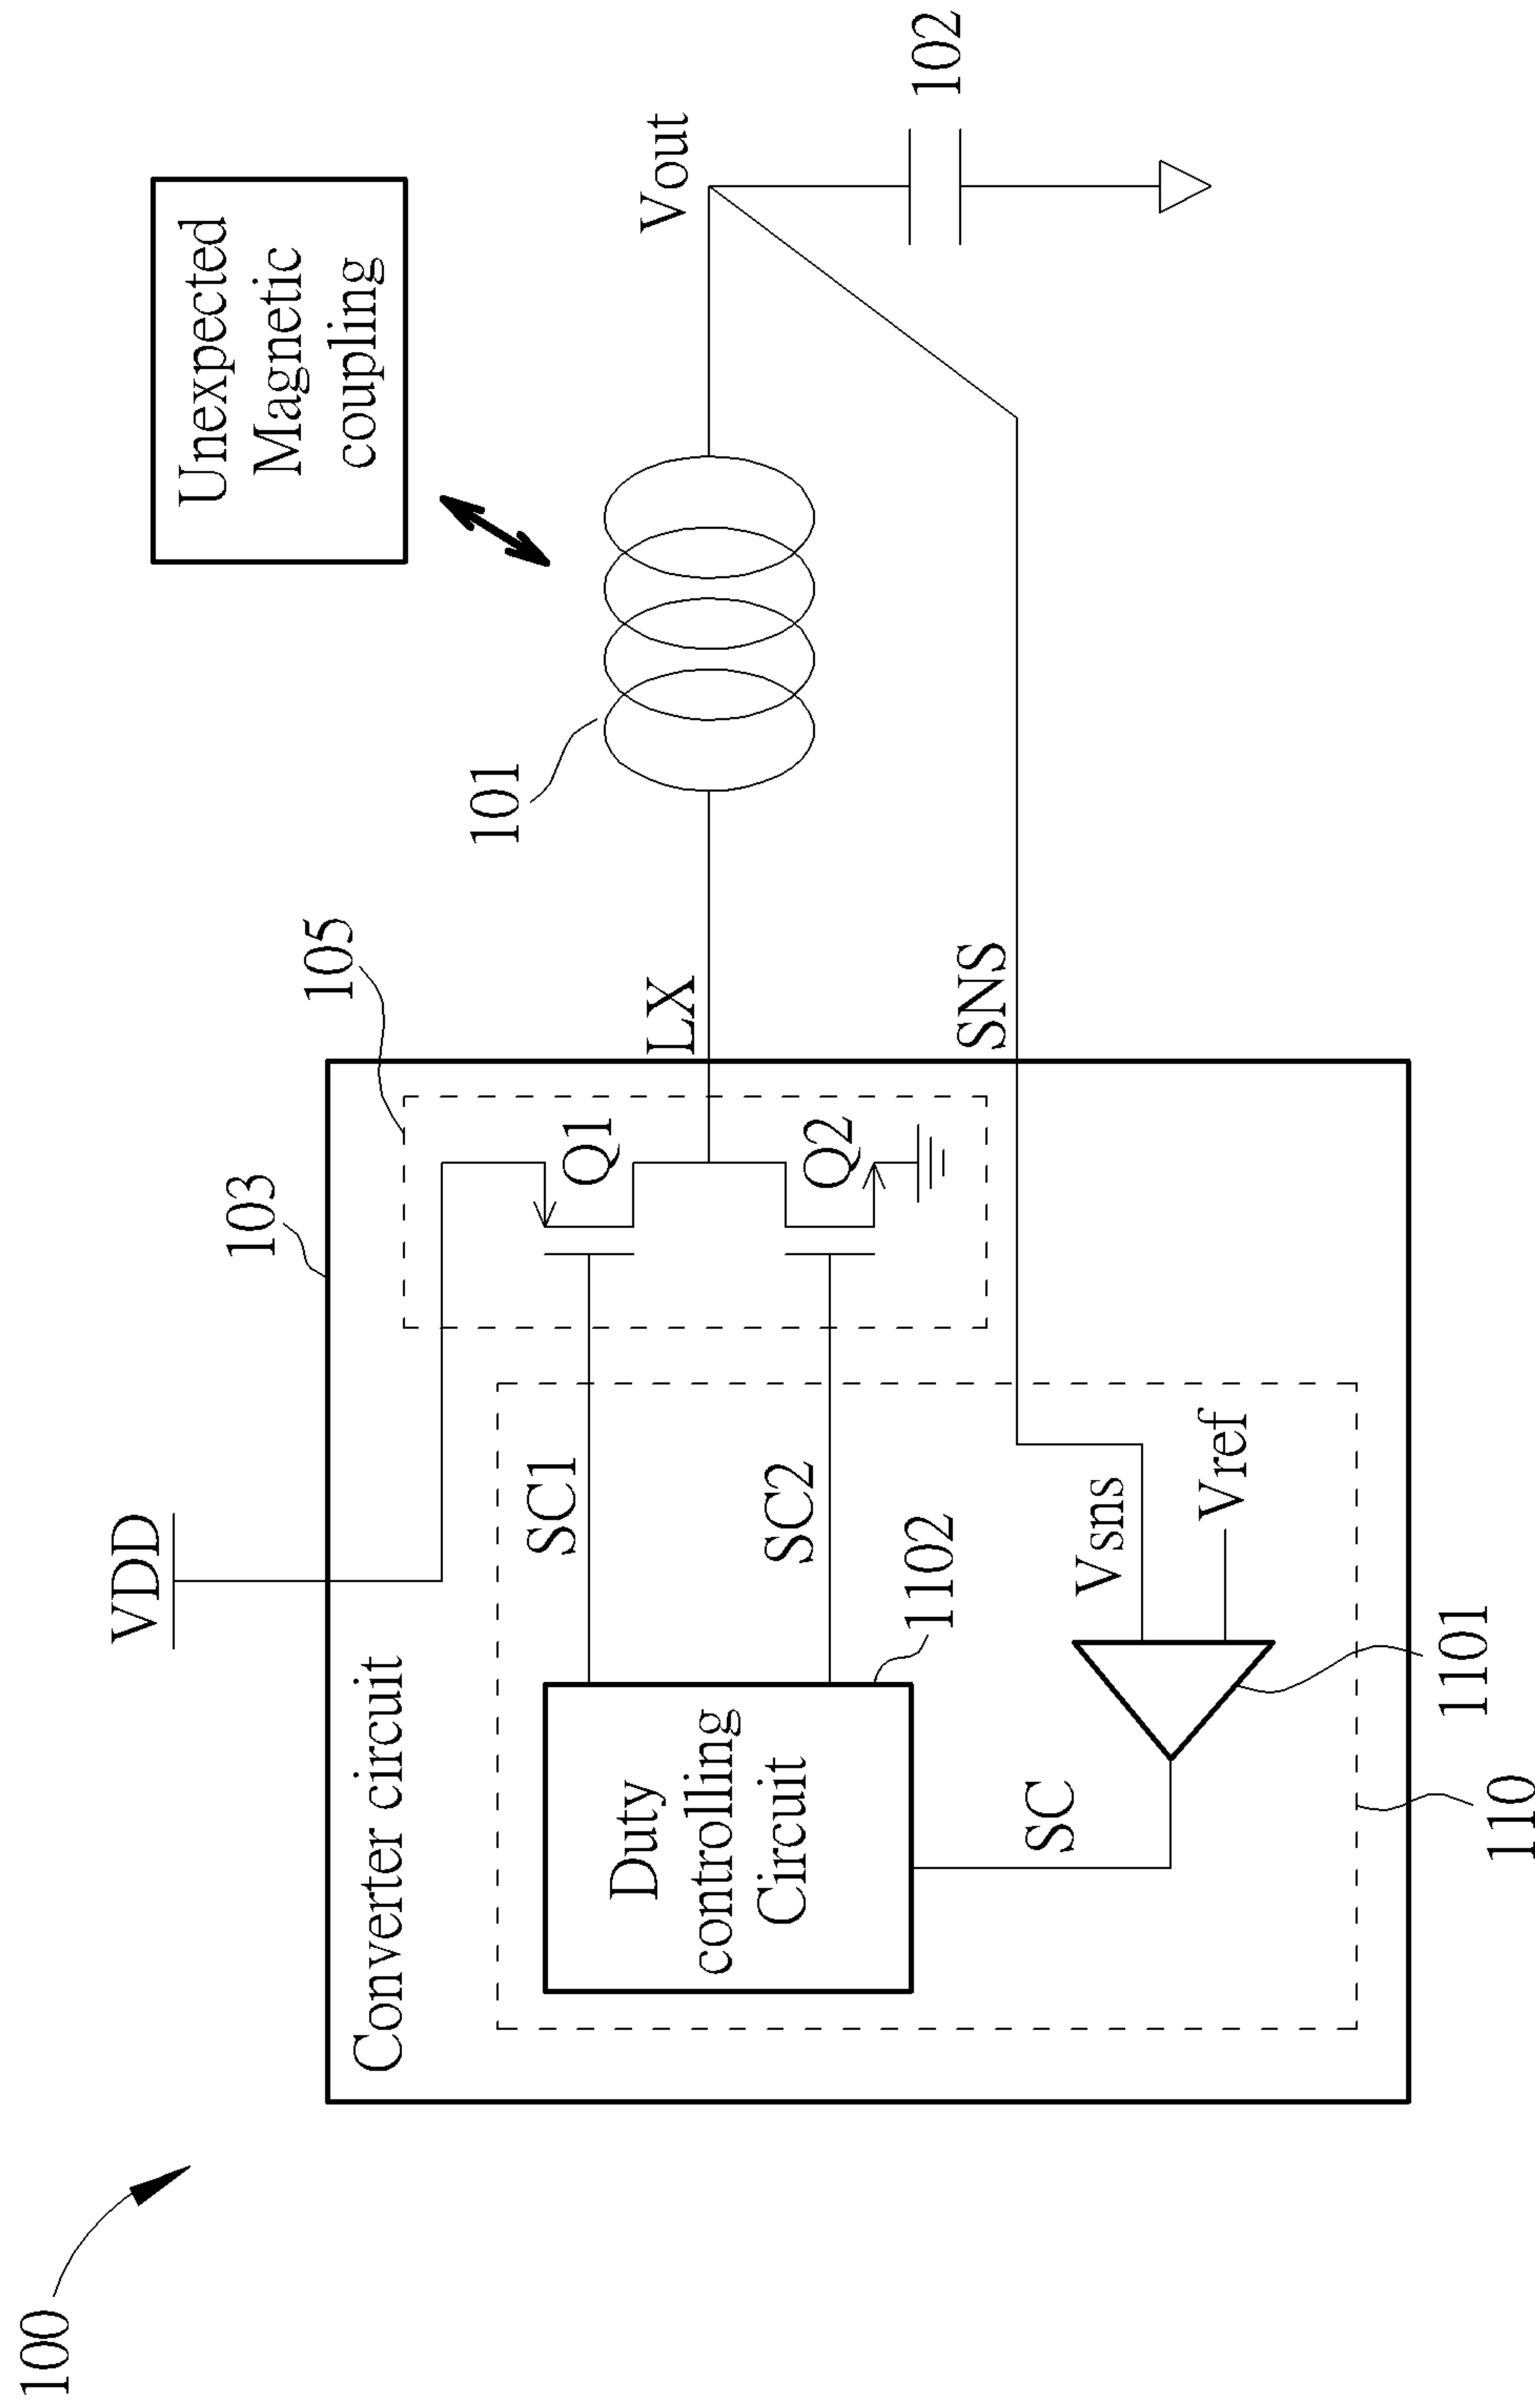 100
VDD
Converter circuit
103
105
Unexpected
Magnetic
coupling
Duty
controlling
Circuit
SC1
SC2
1102
Q1
Q2
LX
101
Vout
102
SNS
SC
Vsns
Vref
1101
110